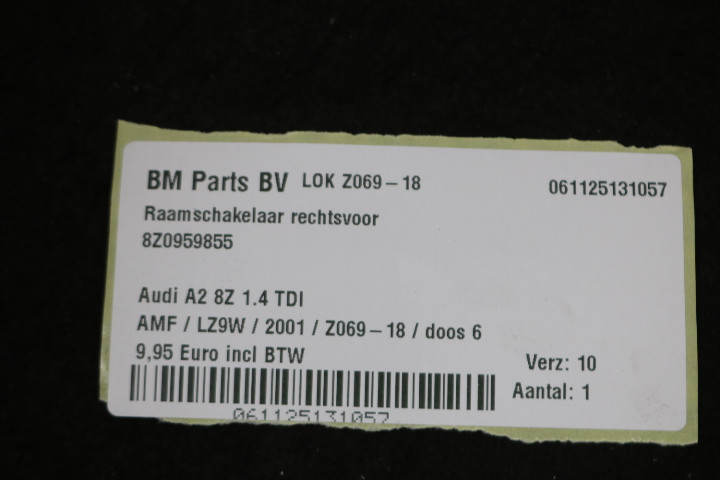 BM Parts BV LOK Z069-18 061125131057
Raamschakelaar rechtsvoor
8Z0959855
Audi A2 8Z 1.4 TDI
AMF / LZ9W / 2001 / Z069-18 / doos 6
9,95 Euro incl BTW
Verz: 10
Aantal: 1
061125131057